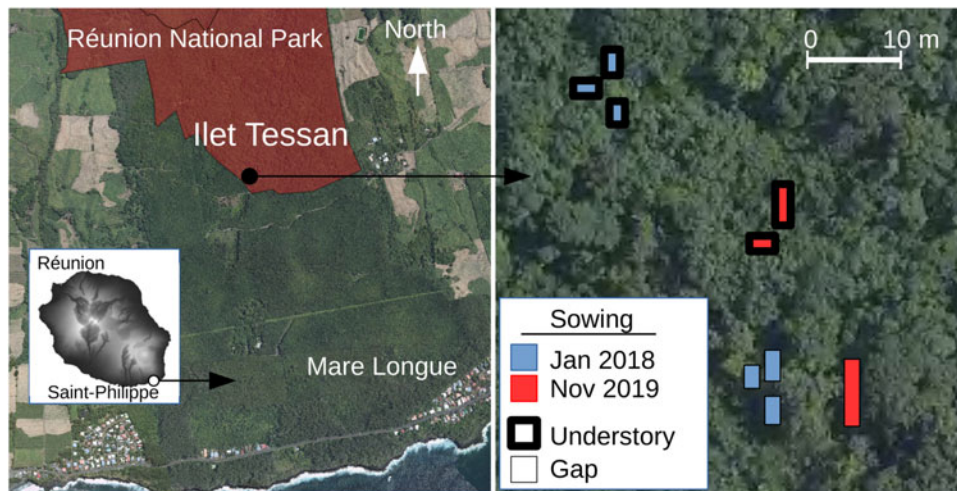 Réunion National Park
North
Ilet Tessan
Réunion
Saint-Philippe
Mare Longue
0 10 m
Sowing
Jan 2018
Nov 2019
Understory
Gap